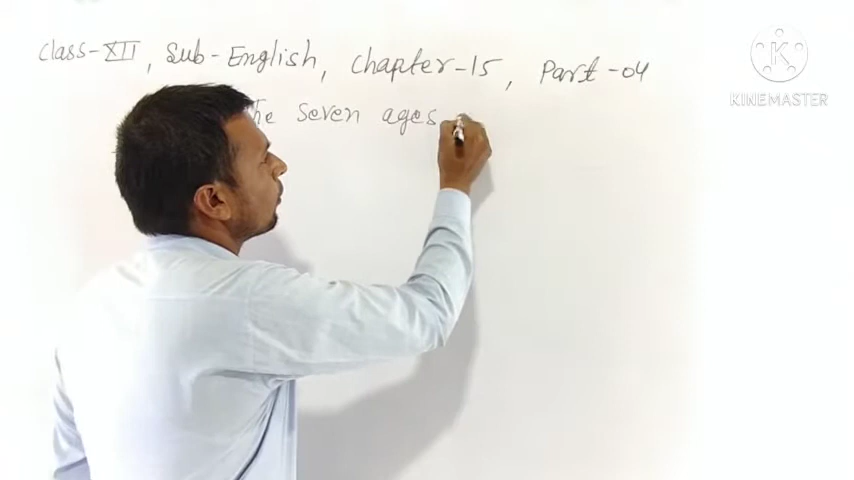 Class-XII, Sub-English, Chapter-15, Part-04
he Seven ages
K
KINEMASTER